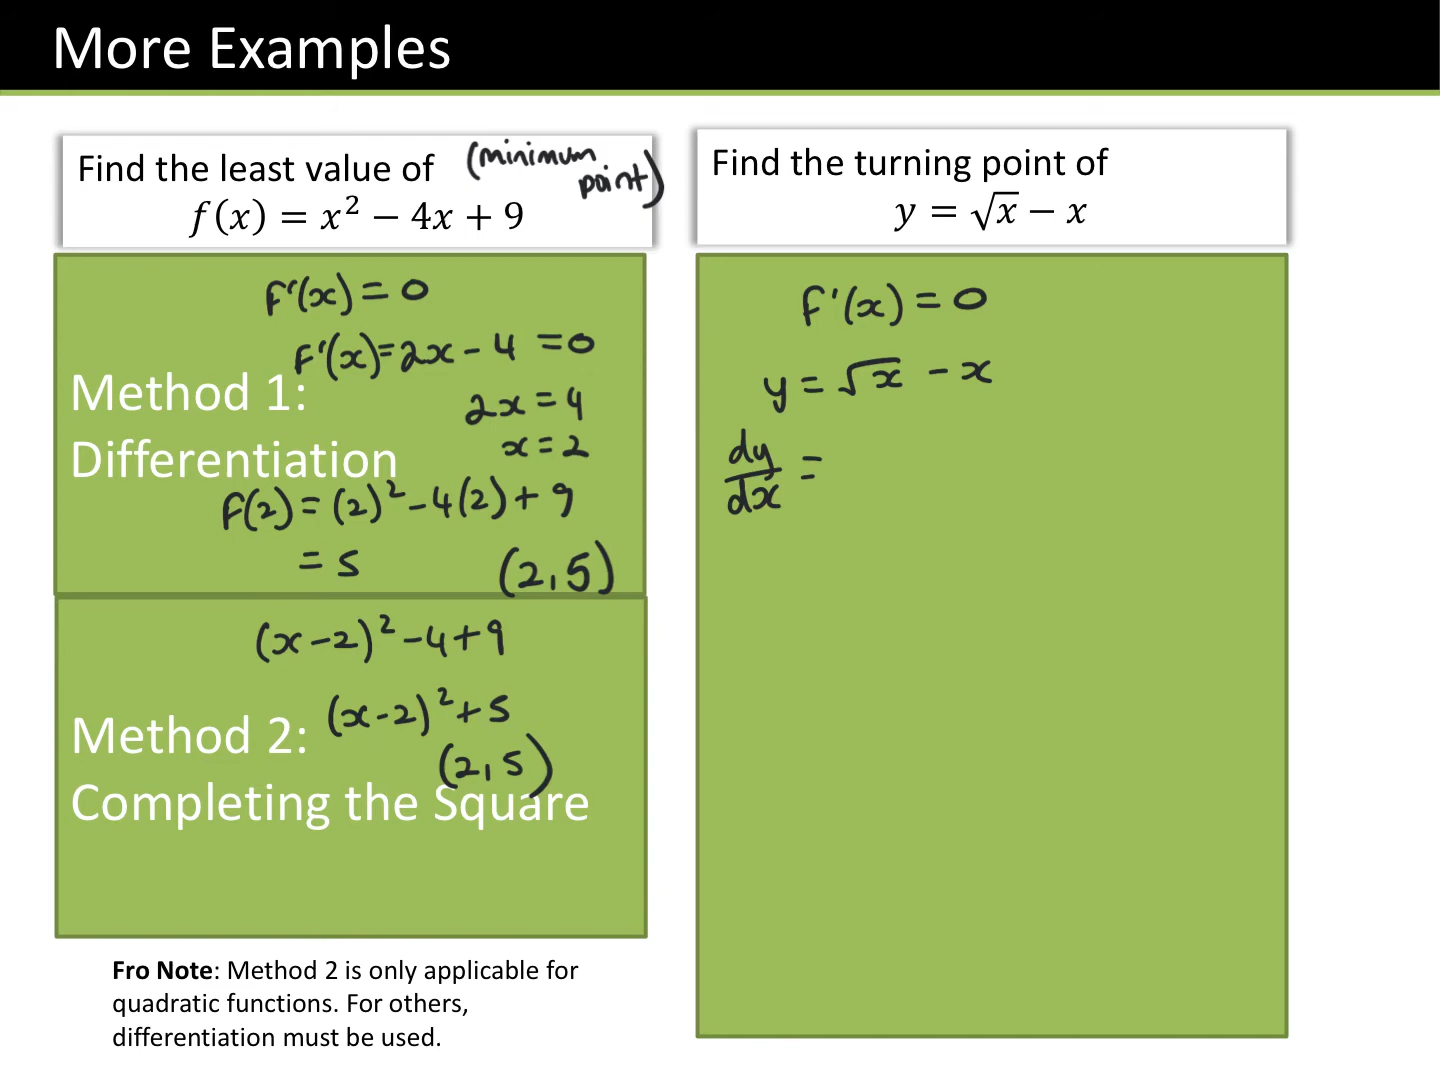 More Examples
Find the least value of (minimum point)
f(x) = x² − 4x + 9
F'(x) = 0
F'(x) = 2x − 4 = 0
Method 1:
2x = 4
x = 2
Differentiation
F(2) = (2)² − 4(2) + 9
= 5 (2, 5)
(x − 2)² − 4 + 9
(x − 2)² + 5
Method 2:
(2, 5)
Completing the Square
Fro Note: Method 2 is only applicable for
quadratic functions. For others,
differentiation must be used.
Find the turning point of
y = √x − x
F'(x) = 0
y = √x − x
dy/dx =